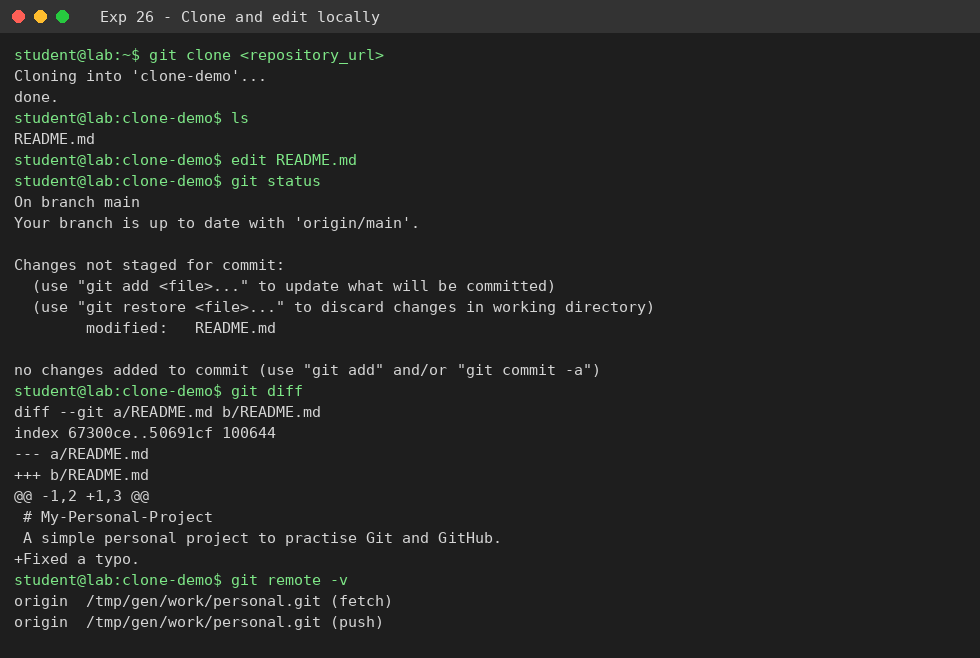 Exp 26 - Clone and edit locally
student@lab:~$ git clone <repository_url>
Cloning into 'clone-demo'...
done.
student@lab:clone-demo$ ls
README.md
student@lab:clone-demo$ edit README.md
student@lab:clone-demo$ git status
On branch main
Your branch is up to date with 'origin/main'.

Changes not staged for commit:
  (use "git add <file>..." to update what will be committed)
  (use "git restore <file>..." to discard changes in working directory)
        modified:   README.md

no changes added to commit (use "git add" and/or "git commit -a")
student@lab:clone-demo$ git diff
diff --git a/README.md b/README.md
index 67300ce..50691cf 100644
--- a/README.md
+++ b/README.md
@@ -1,2 +1,3 @@
 # My-Personal-Project
 A simple personal project to practise Git and GitHub.
+Fixed a typo.
student@lab:clone-demo$ git remote -v
origin  /tmp/gen/work/personal.git (fetch)
origin  /tmp/gen/work/personal.git (push)